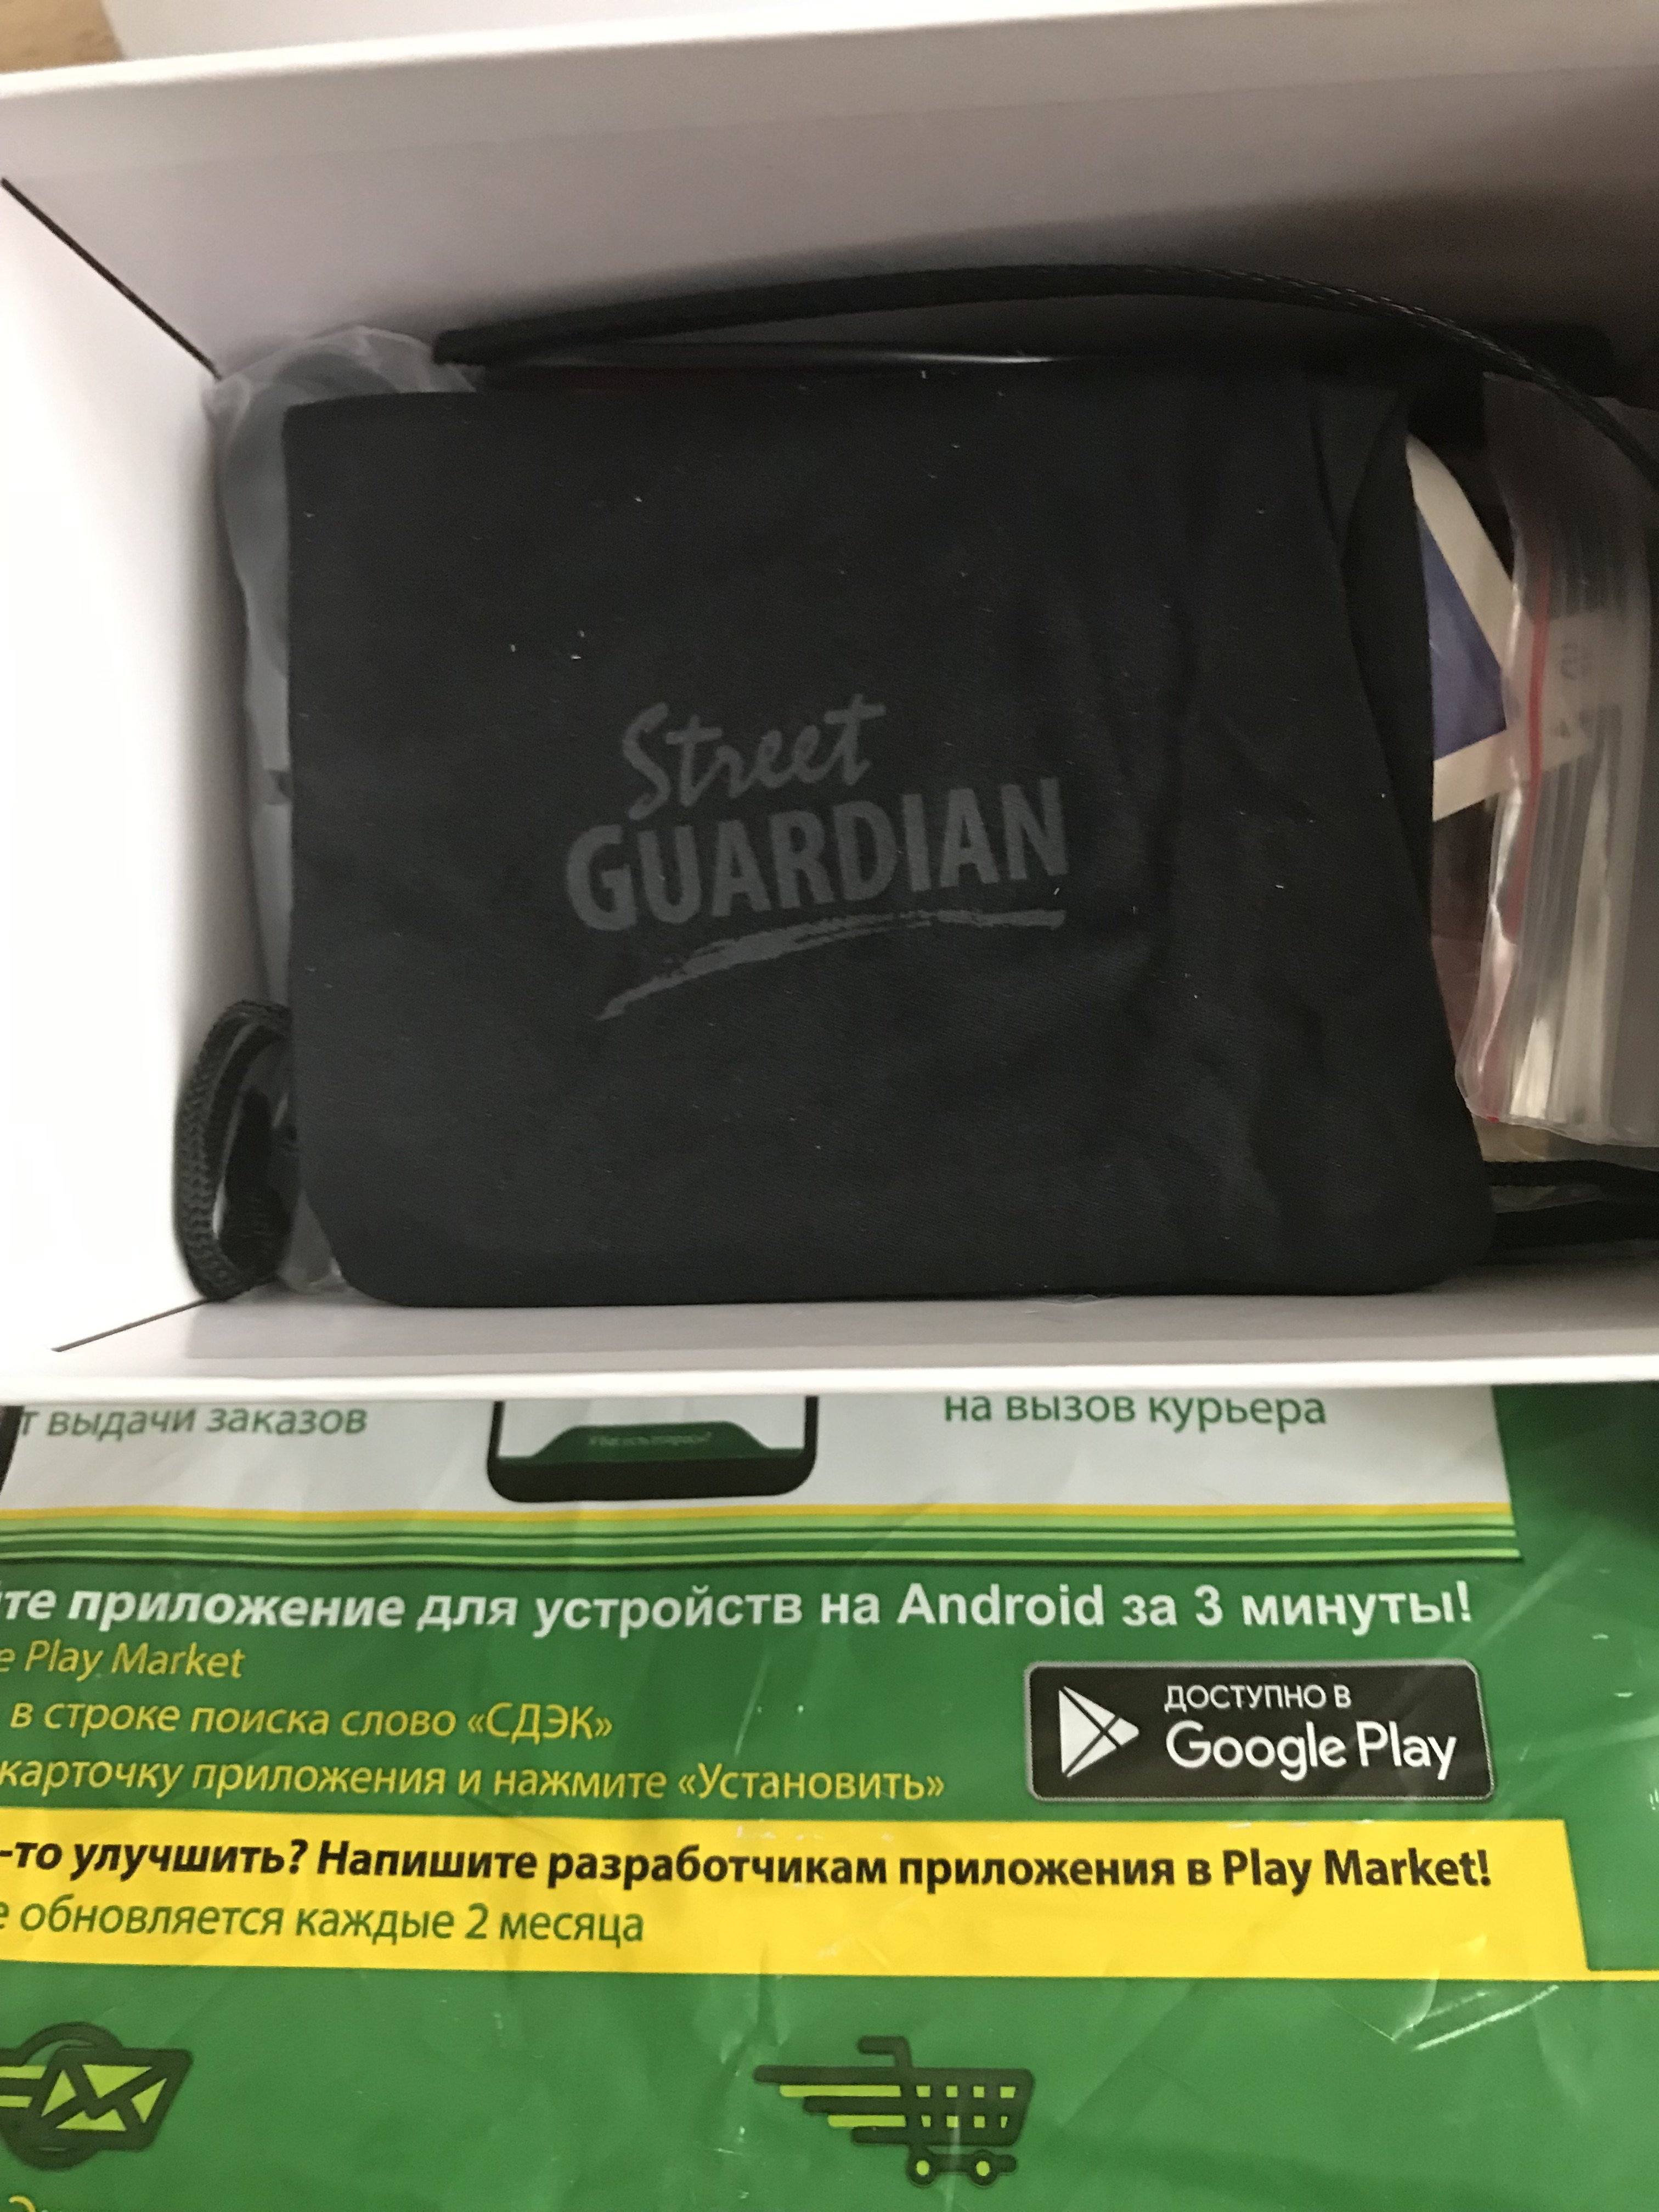 Street
GUARDIAN
т выдачи заказов
на вызов курьера
те приложение для устройств на Android за 3 минуты!
е Play Market
в строке поиска слово «СДЭК»
карточку приложения и нажмите «Установить»
ДОСТУПНО В
Google Play
-то улучшить? Напишите разработчикам приложения в Play Market!
е обновляется каждые 2 месяца